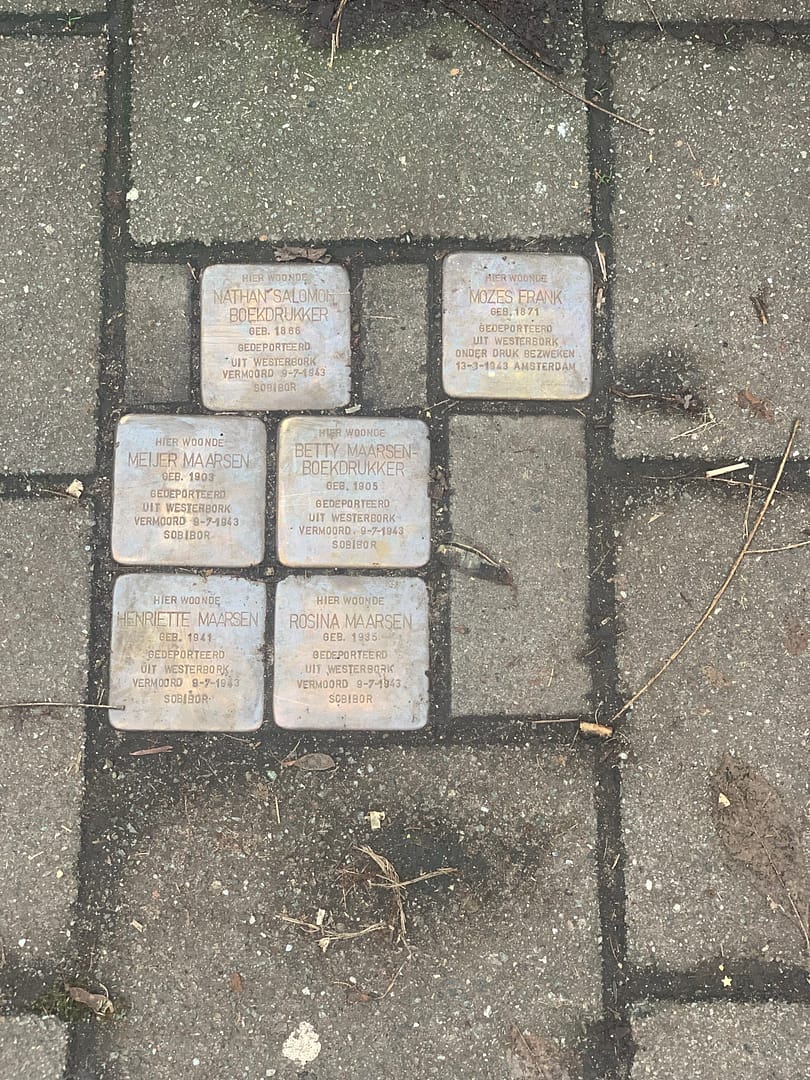 HIER WOONDE
NATHAN SALOMON
BOEKDRUKKER
GEB. 1866
GEDEPORTEERD
UIT WESTERBORK
VERMOORD 9-7-1943
SOBIBOR
HIER WOONDE
MOZES FRANK
GEB. 1871
GEDEPORTEERD
UIT WESTERBORK
ONDER DRUK BEZWEKEN
13-3-1943 AMSTERDAM
HIER WOONDE
MEIJER MAARSEN
GEB. 1903
GEDEPORTEERD
UIT WESTERBORK
VERMOORD 9-7-1943
SOBIBOR
HIER WOONDE
BETTY MAARSEN-
BOEKDRUKKER
GEB. 1905
GEDEPORTEERD
UIT WESTERBORK
VERMOORD 9-7-1943
SOBIBOR
HIER WOONDE
HENRIETTE MAARSEN
GEB. 1941
GEDEPORTEERD
UIT WESTERBORK
VERMOORD 9-7-1943
SOBIBOR
HIER WOONDE
ROSINA MAARSEN
GEB. 1935
GEDEPORTEERD
UIT WESTERBORK
VERMOORD 9-7-1943
SOBIBOR